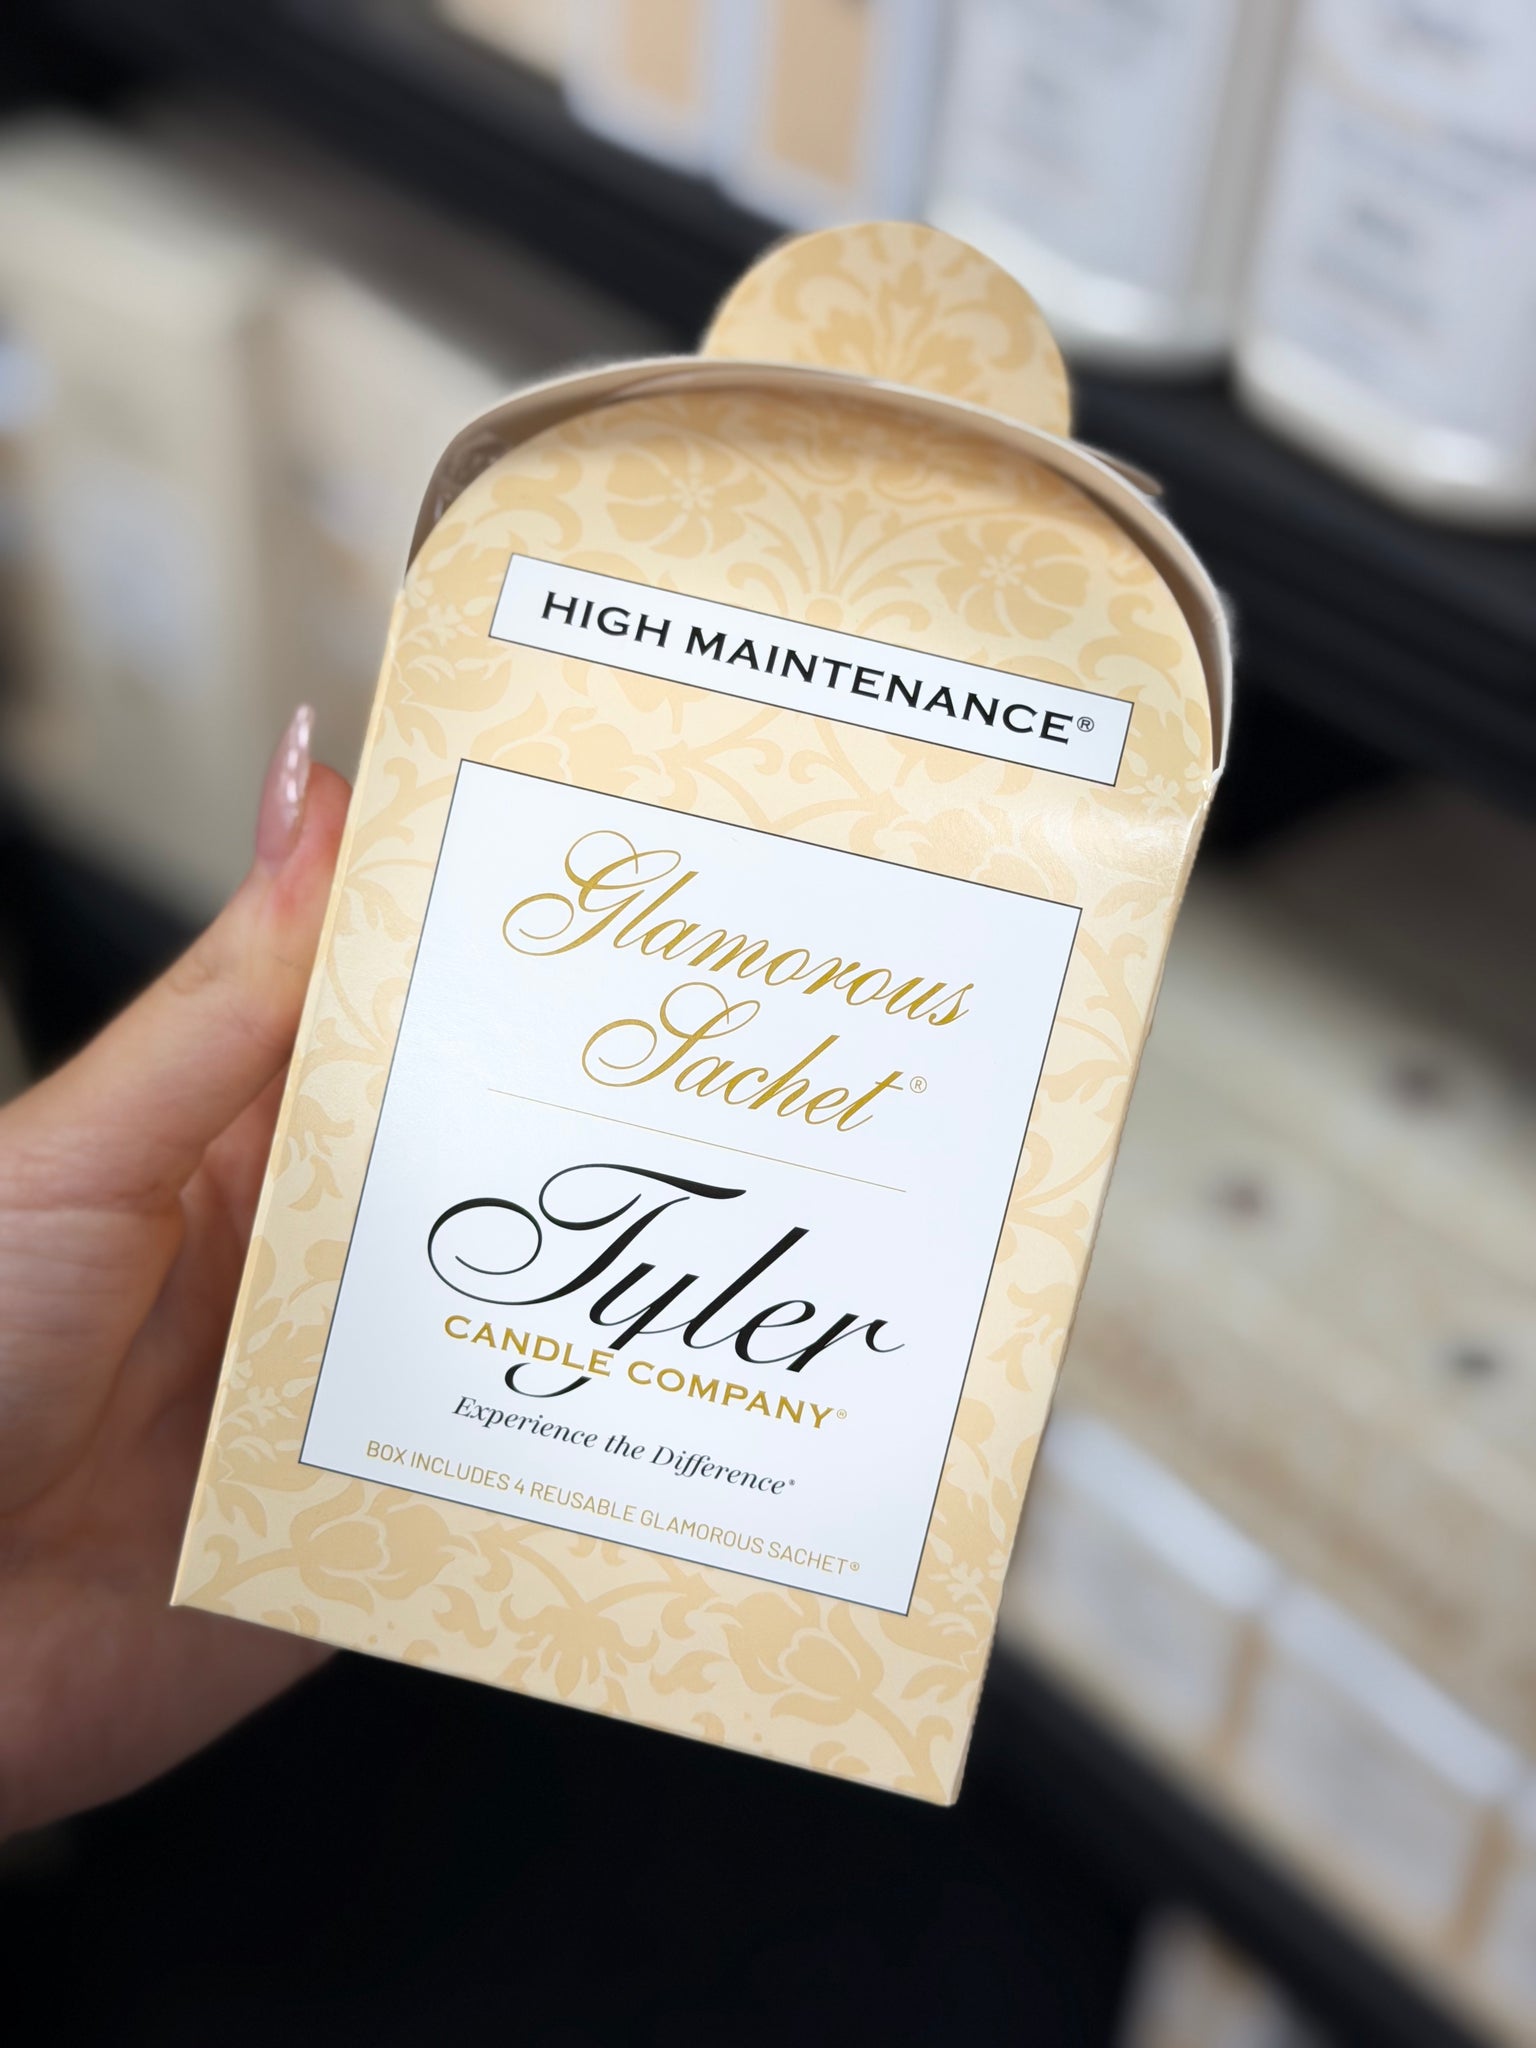 HIGH MAINTENANCE®
Glamorous
Sachet®
Tyler
CANDLE COMPANY®
Experience the Difference®
BOX INCLUDES 4 REUSABLE GLAMOROUS SACHET®